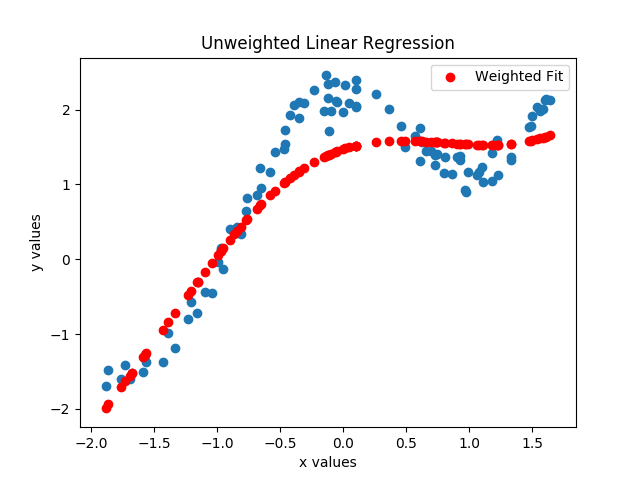 Unweighted Linear Regression
Weighted Fit
y values
2
1
0
−1
−2
−2.0 −1.5 −1.0 −0.5 0.0 0.5 1.0 1.5
x values